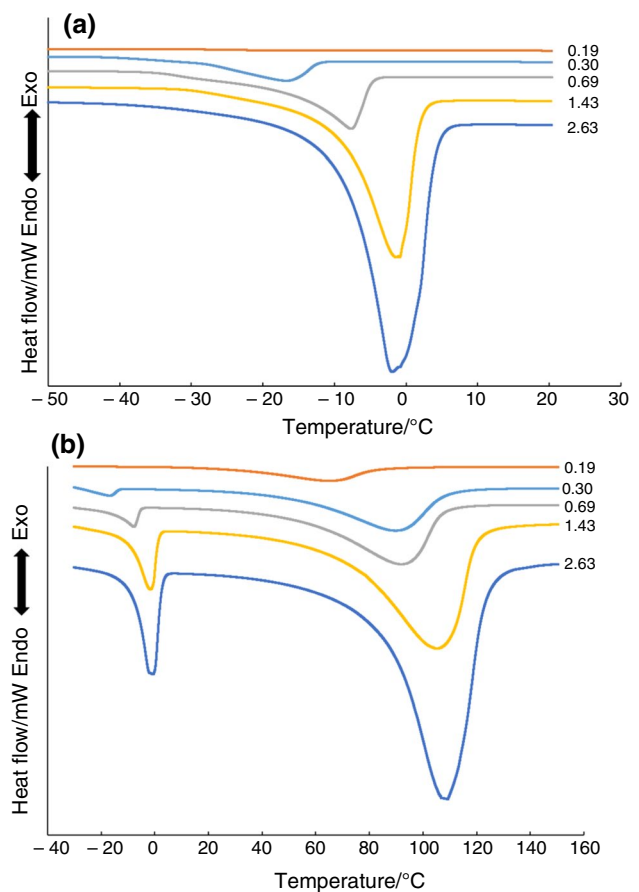 (a)
Heat flow/mW Endo Exo
0.19
0.30
0.69
1.43
2.63
– 50 – 40 – 30 – 20 – 10 0 10 20 30
Temperature/°C
(b)
Heat flow/mW Endo Exo
0.19
0.30
0.69
1.43
2.63
– 40 – 20 0 20 40 60 80 100 120 140 160
Temperature/°C